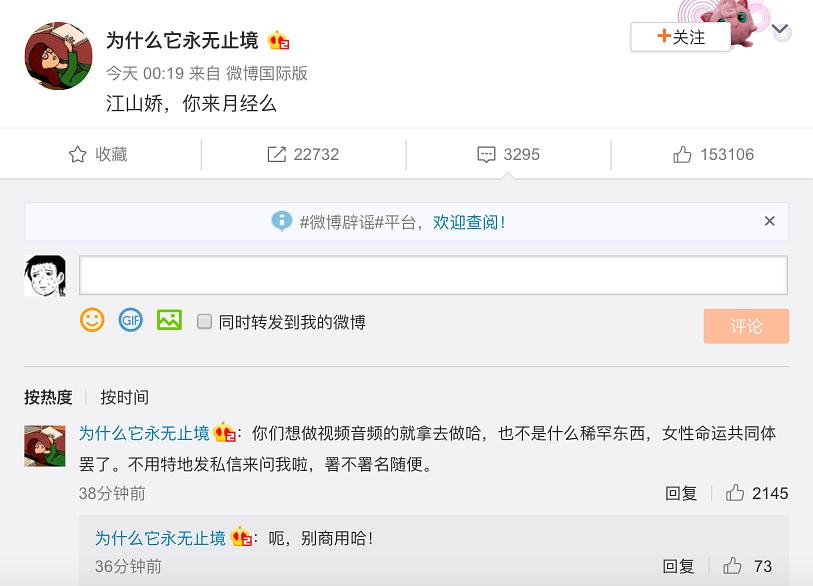 为什么它永无止境
今天 00:19 来自 微博国际版
+关注
江山娇，你来月经么
收藏
22732
3295
153106
#微博辟谣#平台，欢迎查阅！
×
GIF
同时转发到我的微博
评论
按热度
按时间
为什么它永无止境：你们想做视频音频的就拿去做哈，也不是什么稀罕东西，女性命运共同体
罢了。不用特地发私信来问我啦，署不署名随便。
38分钟前
回复
2145
为什么它永无止境：呃，别商用哈！
36分钟前
回复
73